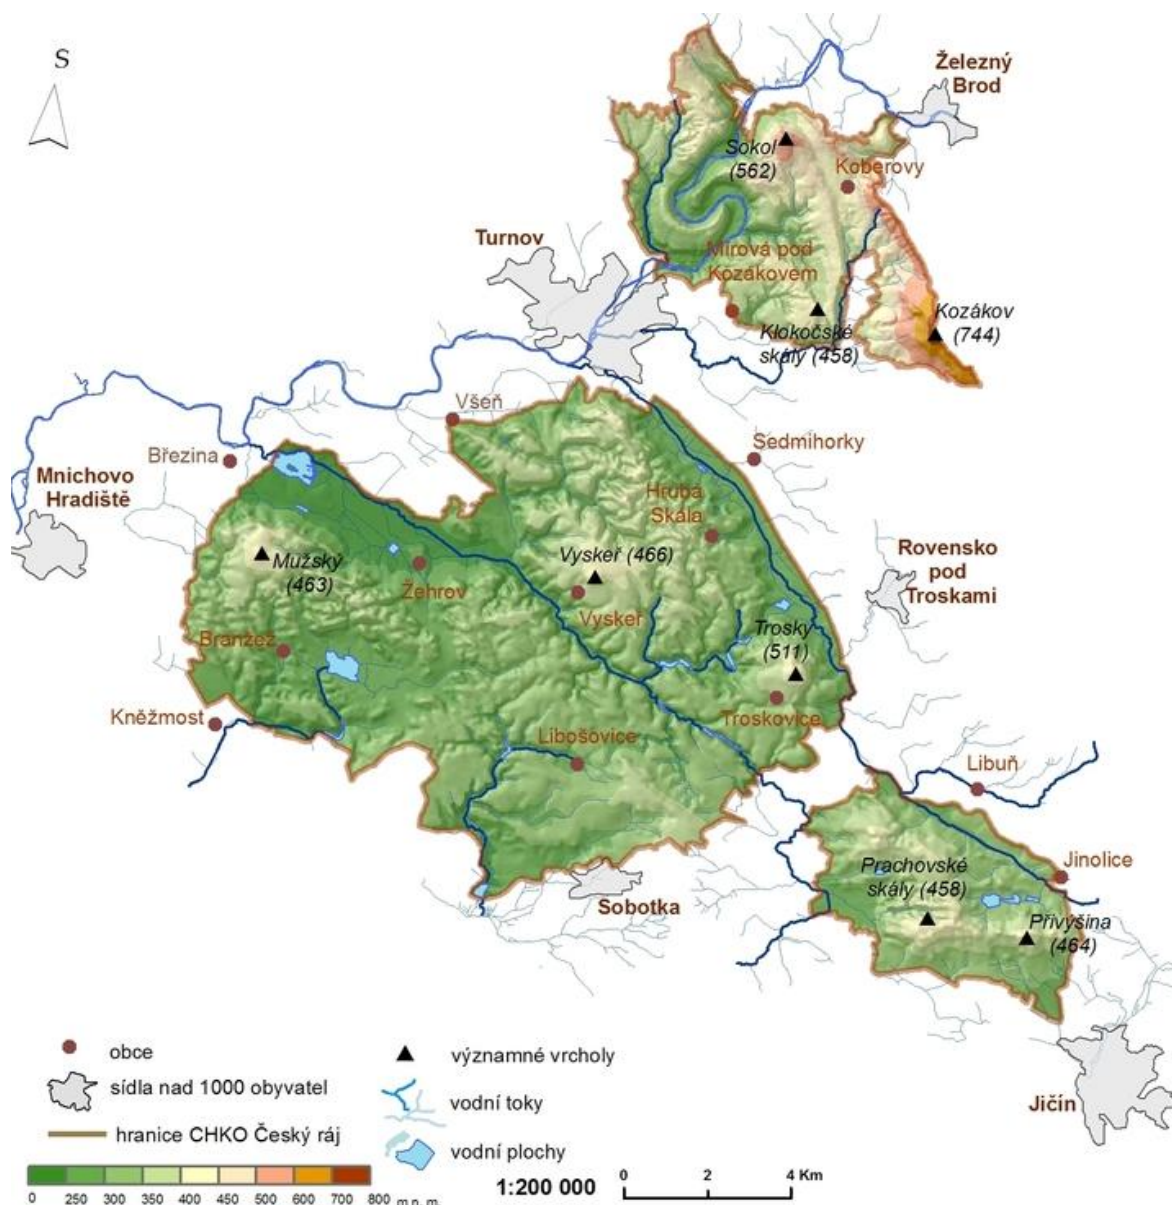 S
Železný
Brod
Sokol
(562)
Koberovy
Turnov
Mírová pod
Kozákovem
Klokočské
skály (458)
Kozákov
(744)
Všeň
Březina
Sedmihorky
Mnichovo
Hradiště
Hrubá
Skála
Mužský
(463)
Vyskeř (466)
Rovensko
pod
Troskami
Žehrov
Vyskeř
Trosky
(511)
Branžež
Kněžmost
Troskovice
Libošovice
Libuň
Sobotka
Jinolice
Prachovské
skály (458)
Přivýšina
(464)
Jičín
obce
sídla nad 1000 obyvatel
hranice CHKO Český ráj
významné vrcholy
vodní toky
vodní plochy
0 250 300 350 400 450 500 600 700 800 m n. m.
1:200 000
0 2 4 Km